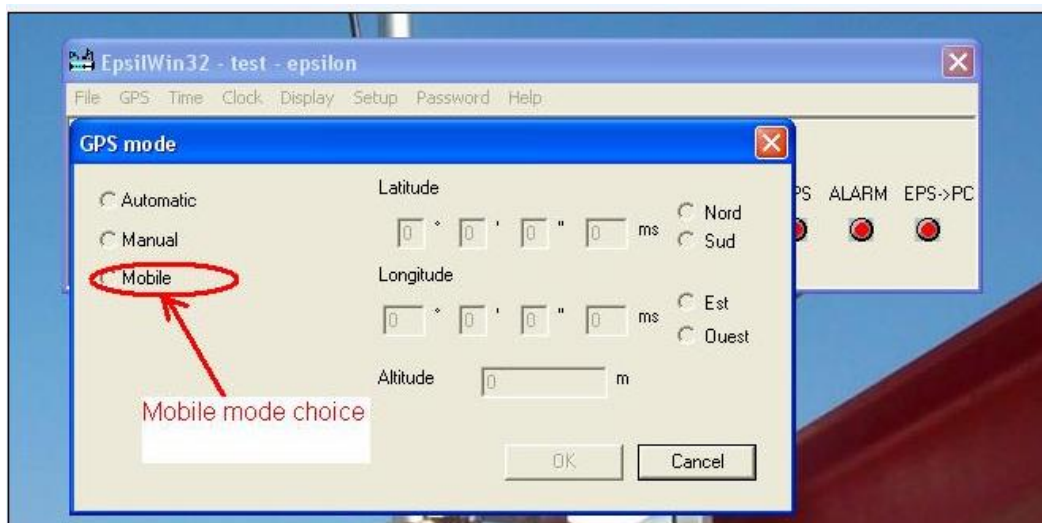 EpsilWin32 - test - epsilon
File GPS Time Clock Display Setup Password Help
GPS mode
PS ALARM EPS->PC
Automatic
Manual
Mobile
Latitude
0 ° 0 ' 0 " 0 ms
Nord
Sud
Longitude
0 ° 0 ' 0 " 0 ms
Est
Ouest
Altitude 0 m
Mobile mode choice
OK Cancel